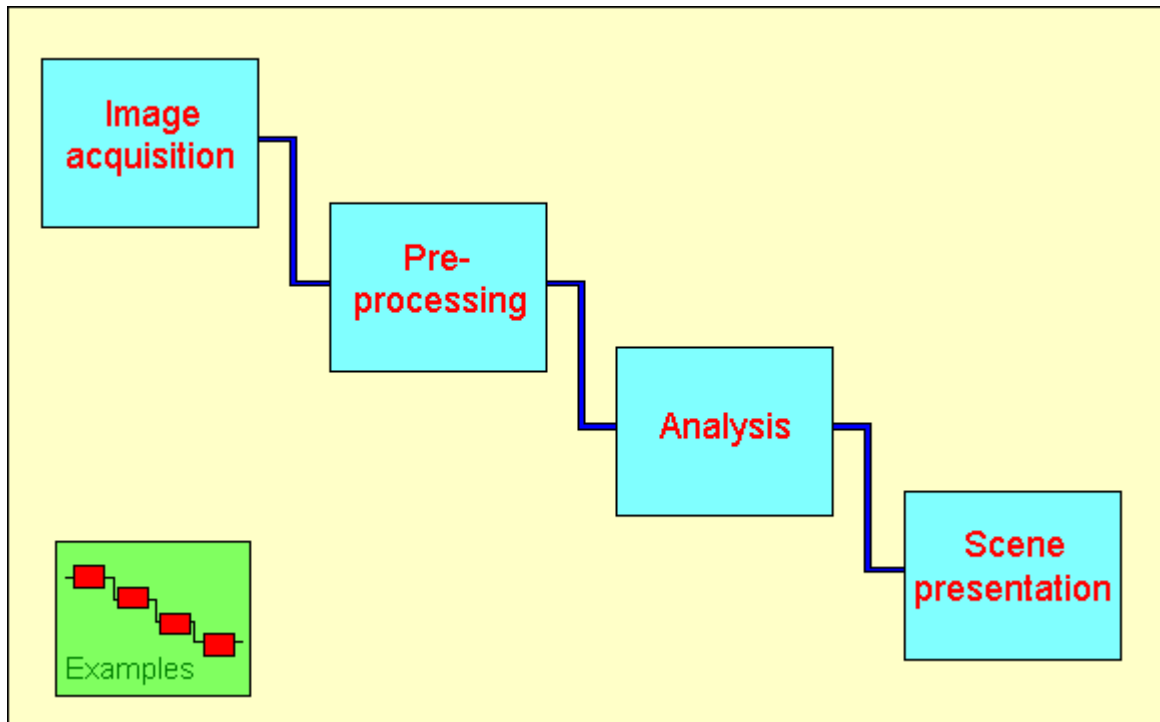 Image
acquisition
Pre-
processing
Analysis
Scene
presentation
Examples